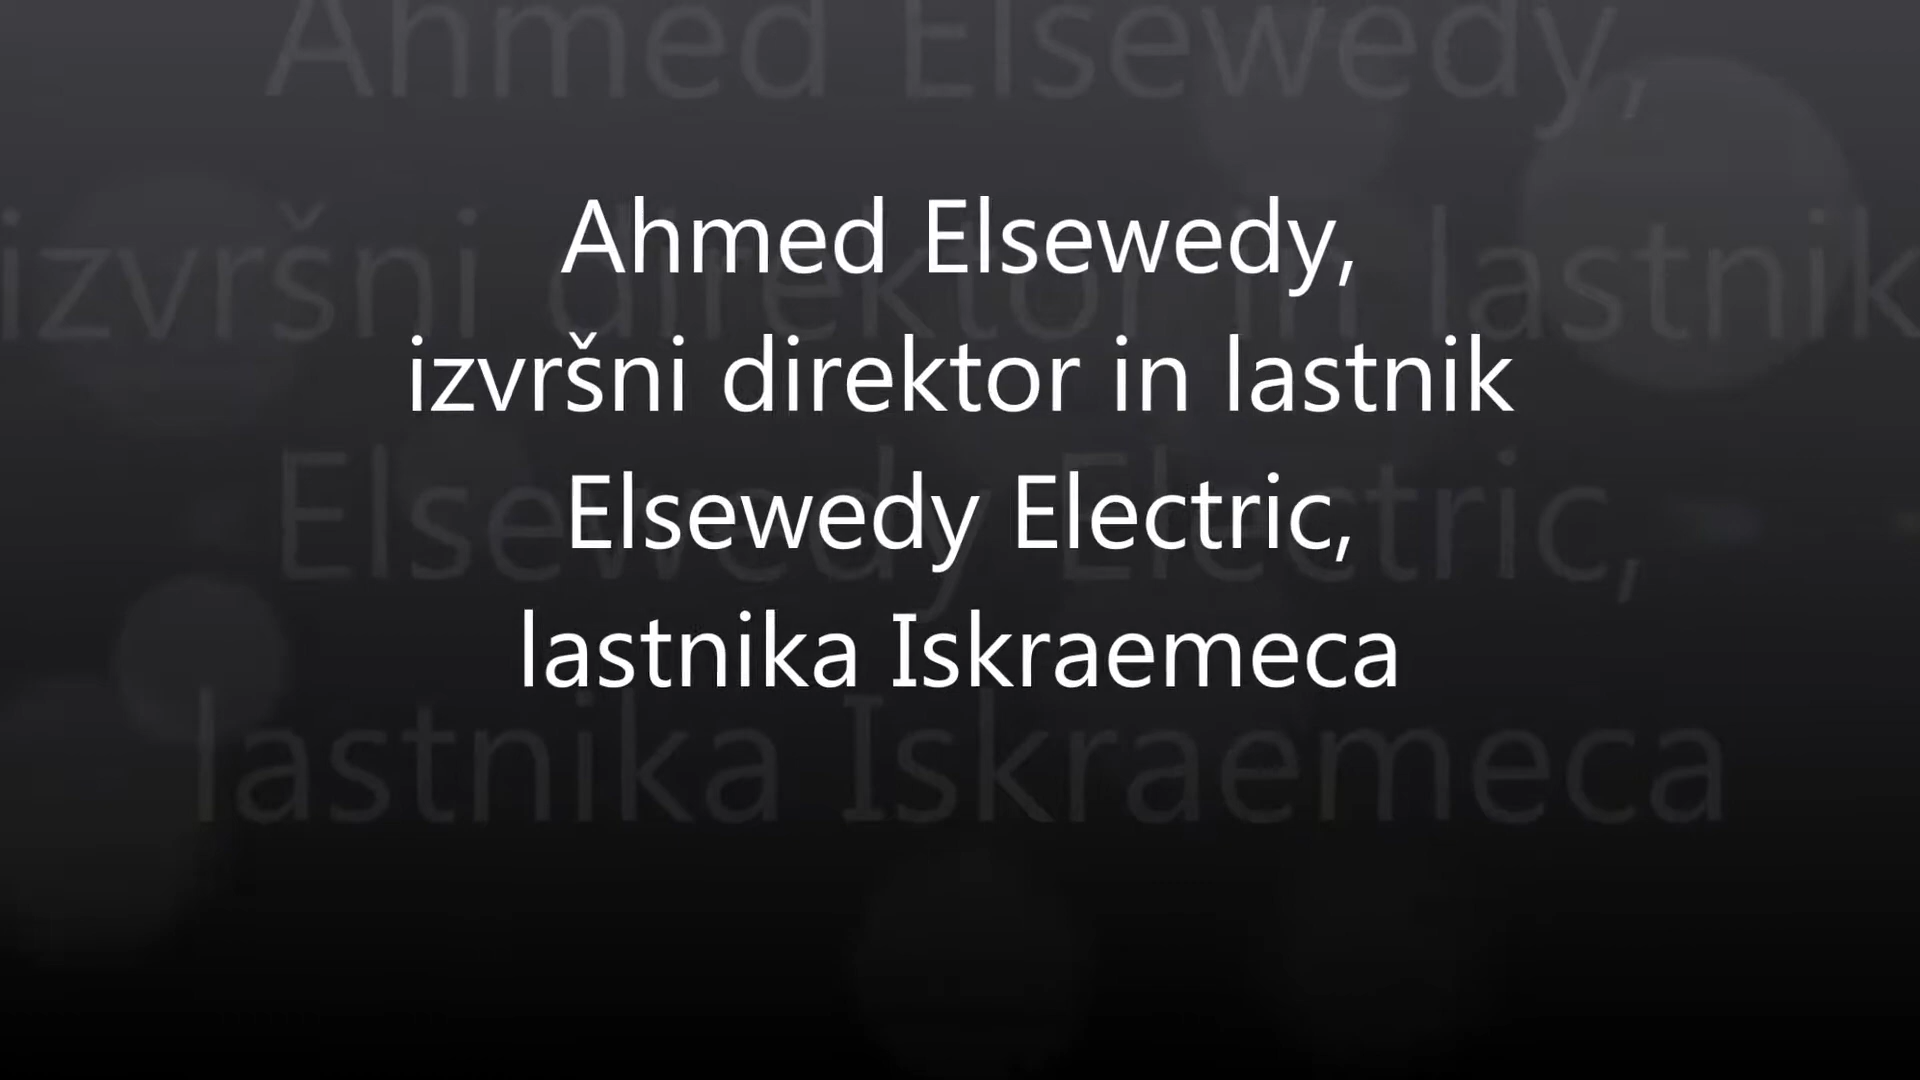 Ahmed Elsewedy,
izvršni direktor in lastnik
Elsewedy Electric,
lastnika Iskraemeca